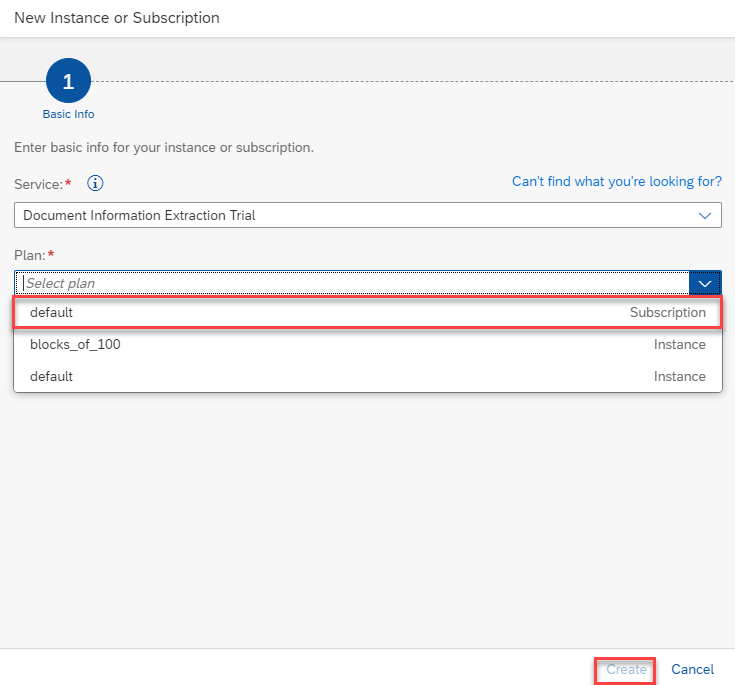 New Instance or Subscription
1
Basic Info
Enter basic info for your instance or subscription.
Service:*
Can't find what you're looking for?
Document Information Extraction Trial
Plan:*
Select plan
default Subscription
blocks_of_100 Instance
default Instance
Create Cancel